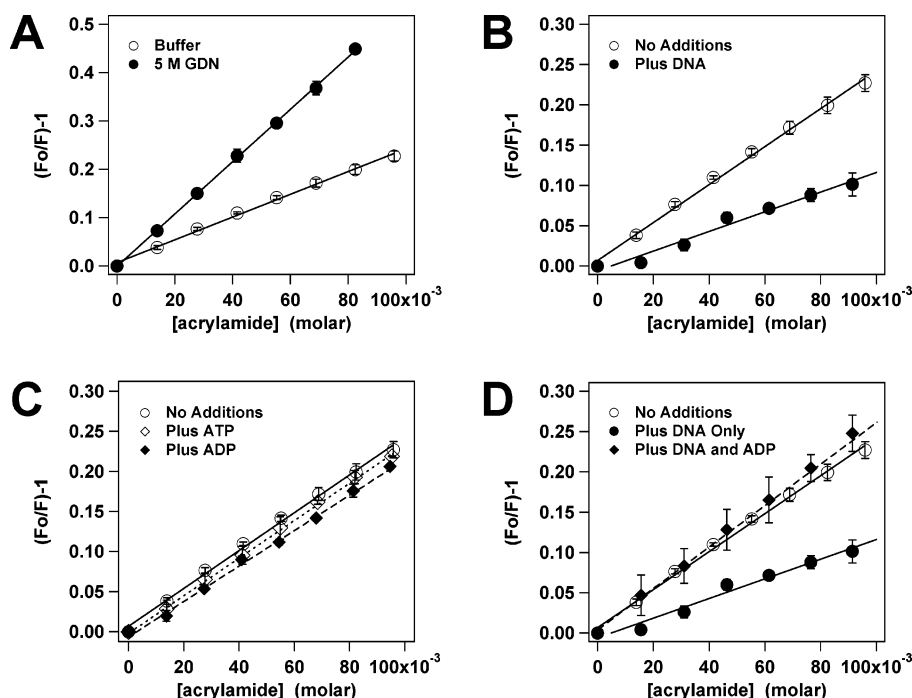 A
Buffer
5 M GDN
(Fo/F)-1
0.5
0.4
0.3
0.2
0.1
0.0
0 20 40 60 80 100x10-3
[acrylamide] (molar)
B
No Additions
Plus DNA
(Fo/F)-1
0.30
0.25
0.20
0.15
0.10
0.05
0.00
0 20 40 60 80 100x10-3
[acrylamide] (molar)
C
No Additions
Plus ATP
Plus ADP
(Fo/F)-1
0.30
0.25
0.20
0.15
0.10
0.05
0.00
0 20 40 60 80 100x10-3
[acrylamide] (molar)
D
No Additions
Plus DNA Only
Plus DNA and ADP
(Fo/F)-1
0.30
0.25
0.20
0.15
0.10
0.05
0.00
0 20 40 60 80 100x10-3
[acrylamide] (molar)